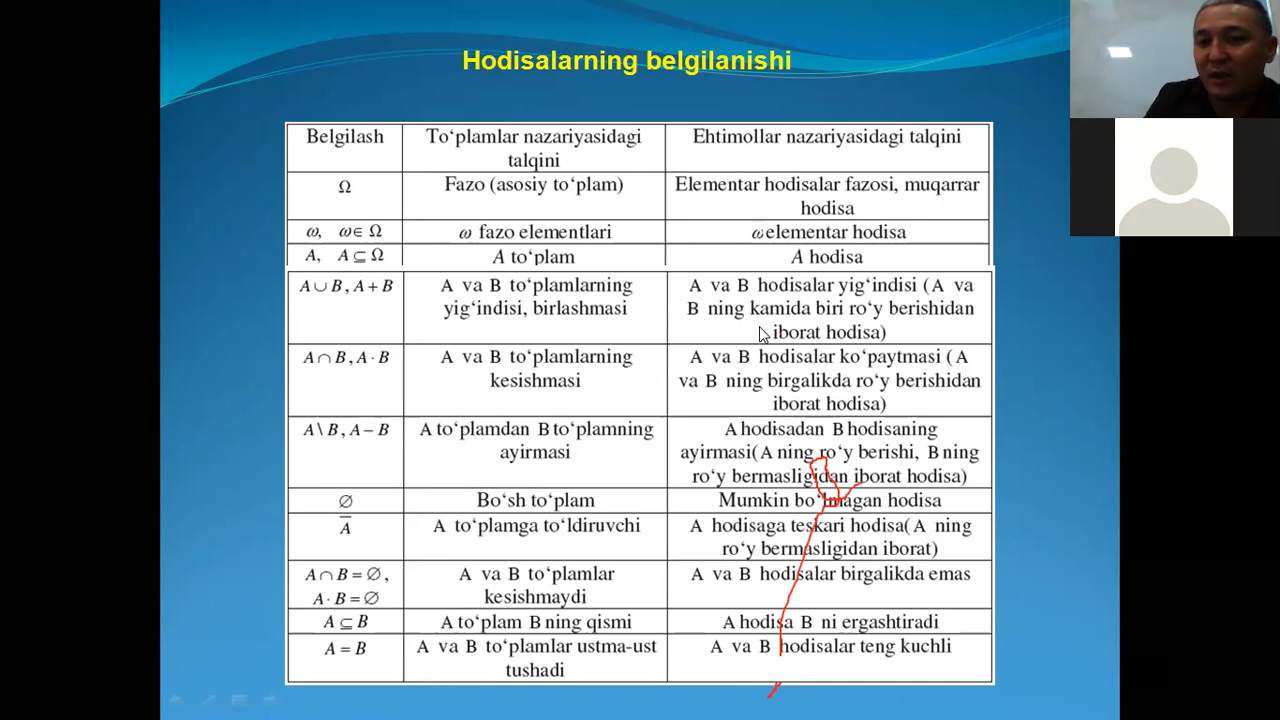 Hodisalarning belgilanishi
Belgilash
To‘plamlar nazariyasidagi
talqini
Ehtimollar nazariyasidagi talqini
Ω
Fazo (asosiy to‘plam)
Elementar hodisalar fazosi, muqarrar
hodisa
ω, ω∈ Ω
ω fazo elementlari
ω elementar hodisa
A, A ⊆ Ω
A to‘plam
A hodisa
A ∪ B , A + B
A va B to‘plamlarning
yig‘indisi, birlashmasi
A va B hodisalar yig‘indisi (A va
B ning kamida biri ro‘y berishidan
iborat hodisa)
A ∩ B , A · B
A va B to‘plamlarning
kesishmasi
A va B hodisalar ko‘paytmasi ( A
va B ning birgalikda ro‘y berishidan
iborat hodisa)
A \ B , A − B
A to‘plamdan B to‘plamning
ayirmasi
A hodisadan B hodisaning
ayirmasi(A ning ro‘y berishi, B ning
ro‘y bermasligidan iborat hodisa)
∅
Bo‘sh to‘plam
Mumkin bo‘lmagan hodisa
A̅
A to‘plamga to‘ldiruvchi
A hodisaga teskari hodisa( A ning
ro‘y bermasligidan iborat)
A ∩ B = ∅ ,
A · B = ∅
A va B to‘plamlar
kesishmaydi
A va B hodisalar birgalikda emas
A ⊆ B
A to‘plam B ning qismi
A hodisa B ni ergashtiradi
A = B
A va B to‘plamlar ustma-ust
tushadi
A va B hodisalar teng kuchli